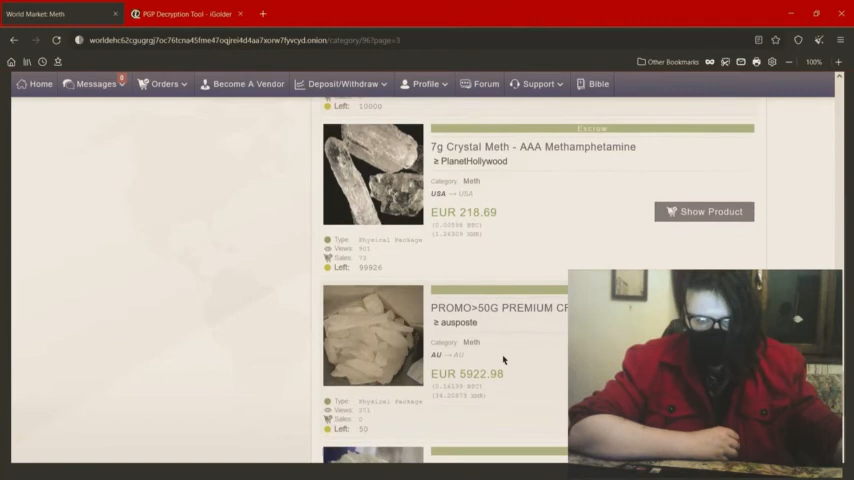 World Market: Meth
PGP Decryption Tool - iGolder
worldehc62cgugrgj7oc76tcna45fme47oqjrei4d4aa7xorw7fyvcyd.onion/category/96?page=3
Other Bookmarks
100%
Home
Messages
0
Orders
Become A Vendor
Deposit/Withdraw
Profile
Forum
Support
Bible
Left: 10000
Escrow
7g Crystal Meth - AAA Methamphetamine
≥ PlanetHollywood
Category: Meth
USA → USA
EUR 218.69
Show Product
Type: Physical Package
Views: 901
Sales: 73
Left: 99926
PROMO>50G PREMIUM
≥ ausposte
Category: Meth
AU → AU
EUR 5922.98
Type: Physical Package
Views:
Sales:
Left: 50